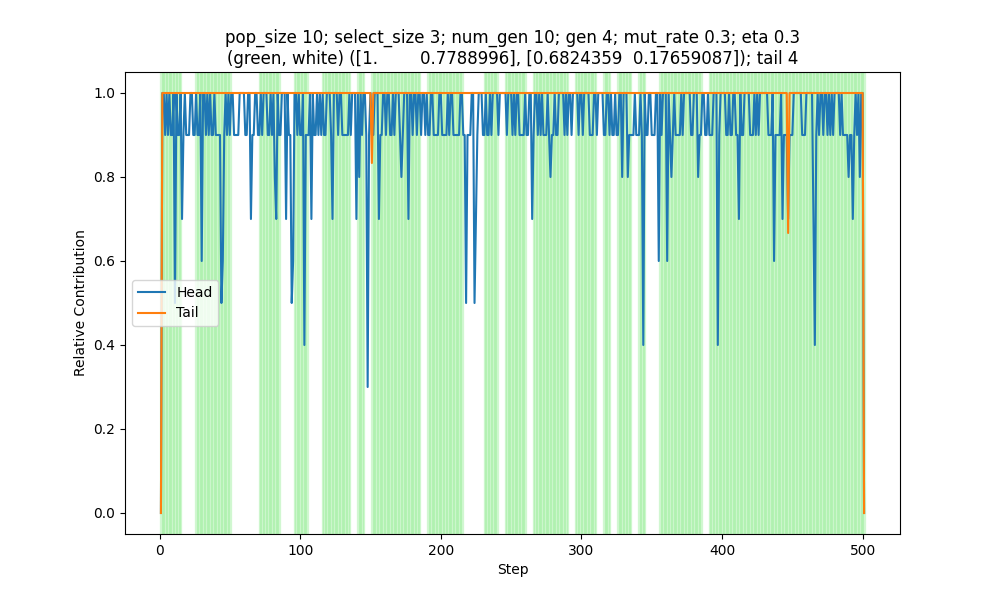 pop_size 10; select_size 3; num_gen 10; gen 4; mut_rate 0.3; eta 0.3
(green, white) ([1. 0.7788996], [0.6824359 0.17659087]); tail 4
1.0
0.8
0.6
0.4
0.2
0.0
Relative Contribution
Head
Tail
0
100
200
300
400
500
Step